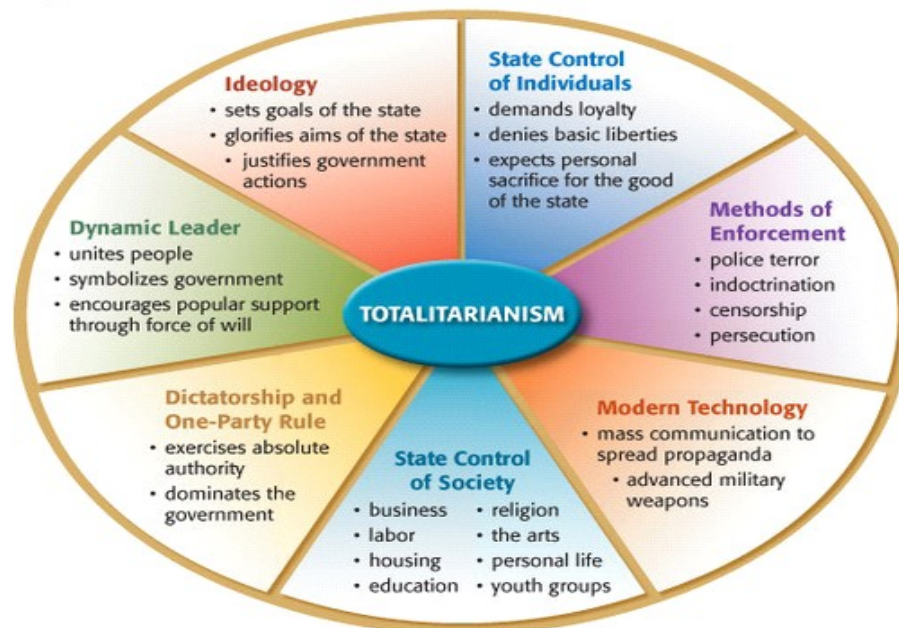 Ideology
• sets goals of the state
• glorifies aims of the state
• justifies government
actions
State Control
of Individuals
• demands loyalty
• denies basic liberties
• expects personal
sacrifice for the good
of the state
Dynamic Leader
• unites people
• symbolizes government
• encourages popular support
through force of will
Methods of
Enforcement
• police terror
• indoctrination
• censorship
• persecution
TOTALITARIANISM
Dictatorship and
One-Party Rule
• exercises absolute
authority
• dominates the
government
State Control
of Society
• business
• labor
• housing
• education
• religion
• the arts
• personal life
• youth groups
Modern Technology
• mass communication to
spread propaganda
• advanced military
weapons